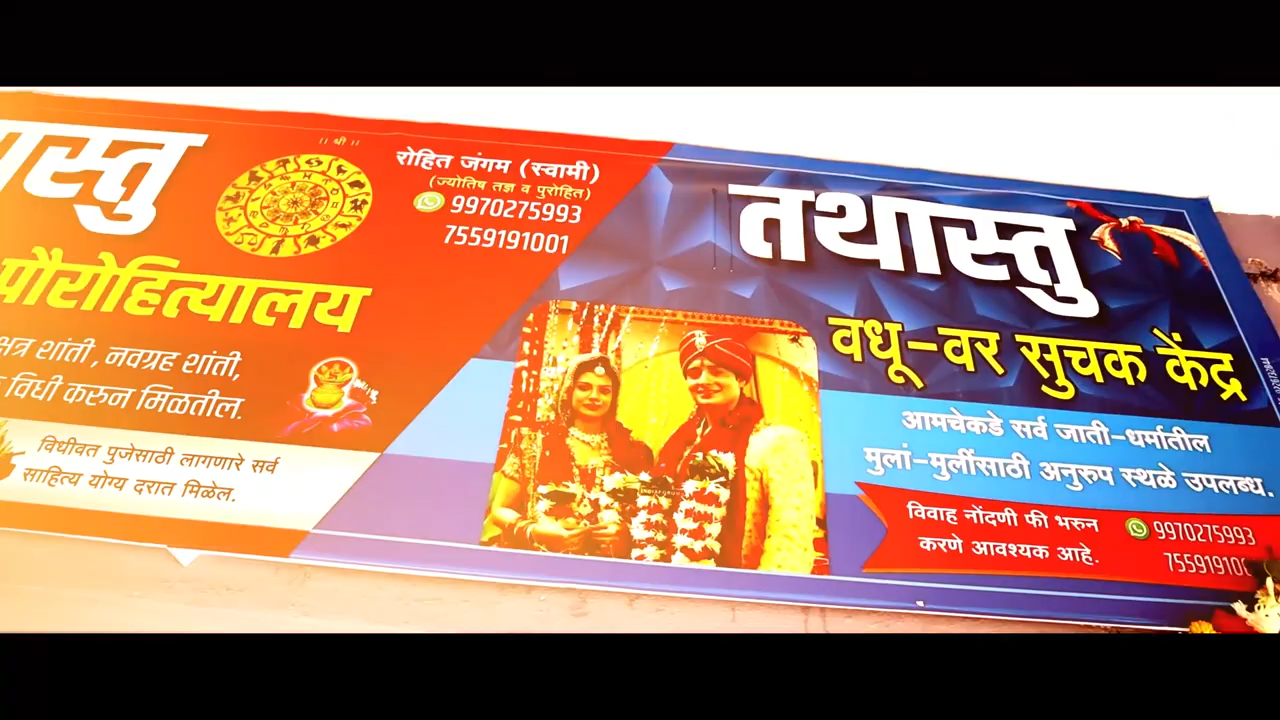 ।। श्री ।।
रोहित जंगम (स्वामी)
(ज्योतिष तज्ञ व पुरोहित)
9970275993
7559191001
पौरोहित्यालय
शांती, नवग्रह शांती,
विधी करुन मिळतील.
विधीवत पुजेसाठी लागणारे सर्व
साहित्य योग्य दरात मिळेल.
तथास्तु
वधू-वर सुचक केंद्र
आमचेकडे सर्व जाती-धर्मातील
मुलां-मुलींसाठी अनुरुप स्थळे उपलब्ध.
विवाह नोंदणी फी भरुन
करणे आवश्यक आहे.
9970275993